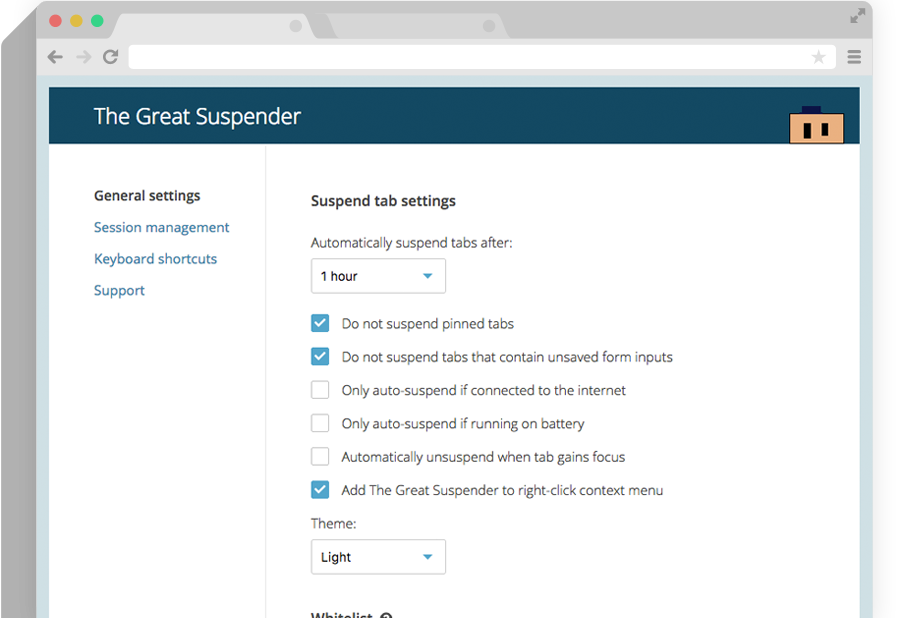 The Great Suspender
General settings
Session management
Keyboard shortcuts
Support
Suspend tab settings
Automatically suspend tabs after:
1 hour
Do not suspend pinned tabs
Do not suspend tabs that contain unsaved form inputs
Only auto-suspend if connected to the internet
Only auto-suspend if running on battery
Automatically unsuspend when tab gains focus
Add The Great Suspender to right-click context menu
Theme:
Light
Whitelist